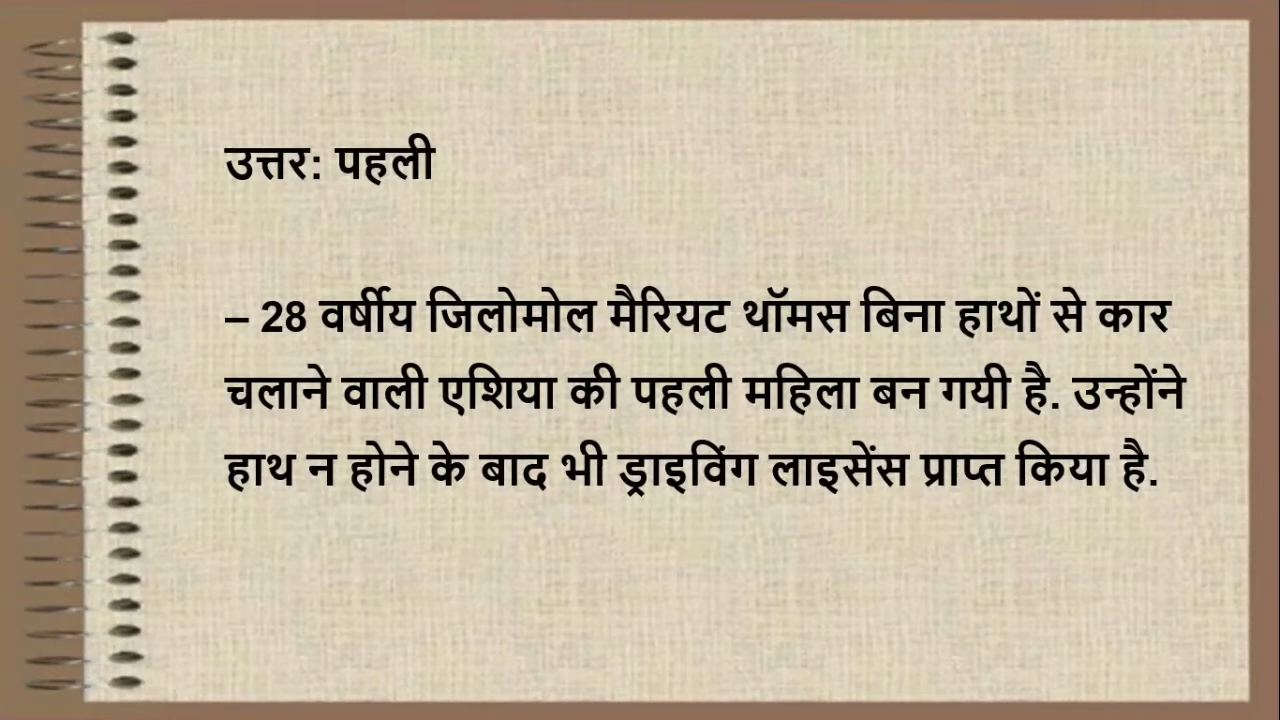 उत्तर: पहली
– 28 वर्षीय जिलोमोल मैरियट थॉमस बिना हाथों से कार
चलाने वाली एशिया की पहली महिला बन गयी है. उन्होंने
हाथ न होने के बाद भी ड्राइविंग लाइसेंस प्राप्त किया है.